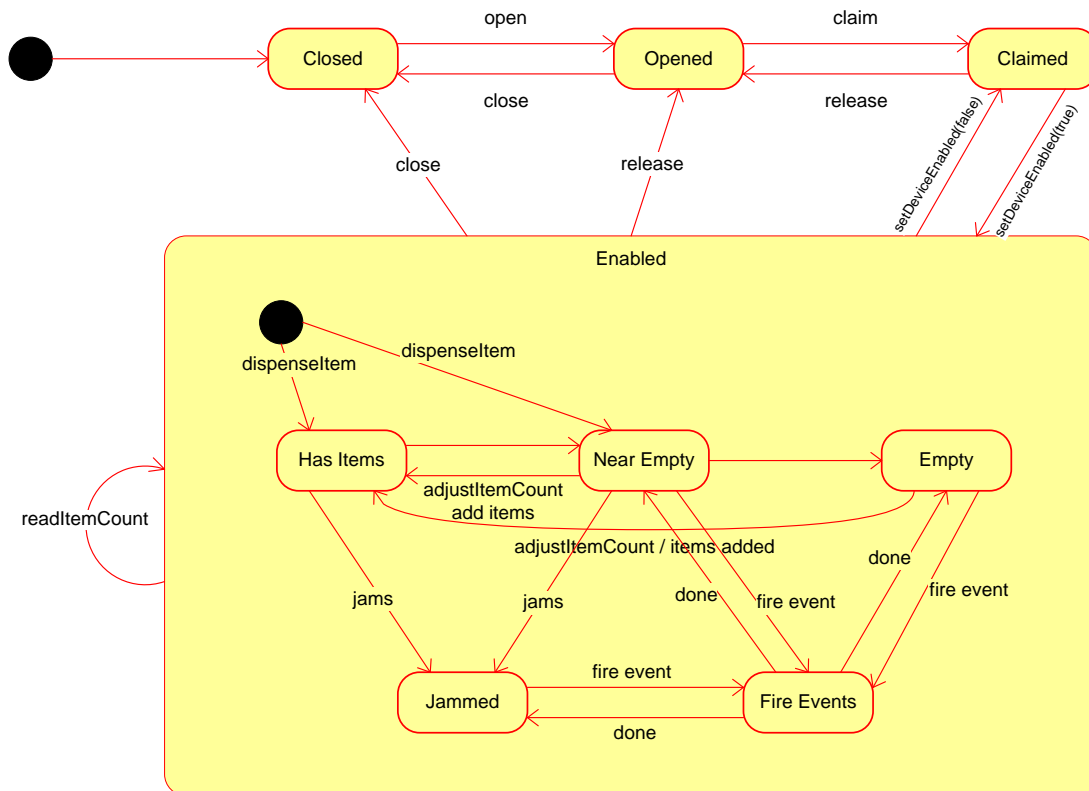 open
claim
Closed
Opened
Claimed
close
release
close
release
setDeviceEnabled(false)
setDeviceEnabled(true)
Enabled
dispenseItem
dispenseItem
Has Items
Near Empty
Empty
adjustItemCount
add items
readItemCount
adjustItemCount / items added
done
jams
jams
done
fire event
fire event
fire event
Jammed
Fire Events
done